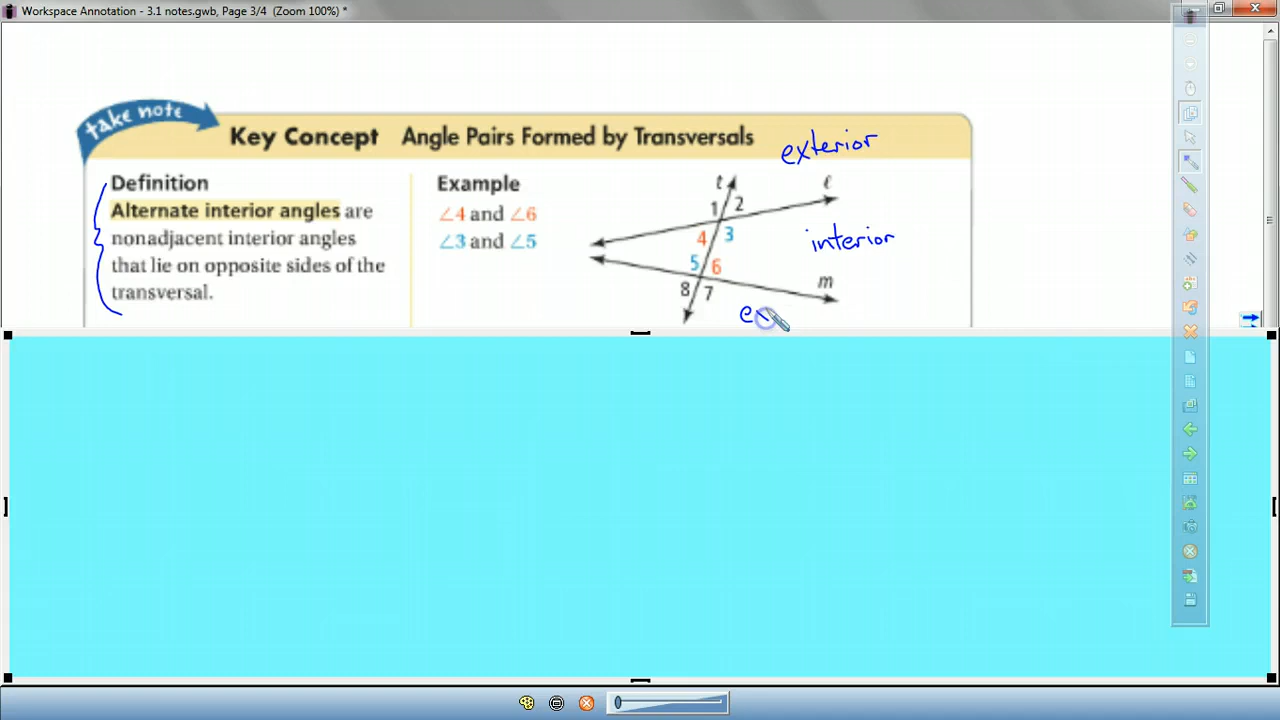 Workspace Annotation - 3.1 notes.gwb, Page 3/4 (Zoom 100%) *
take note
Key Concept Angle Pairs Formed by Transversals
exterior
Definition
Alternate interior angles are
nonadjacent interior angles
that lie on opposite sides of the
transversal.
Example
∠4 and ∠6
∠3 and ∠5
t
ℓ
1 2
4 3
interior
5 6
8 7
m
ex